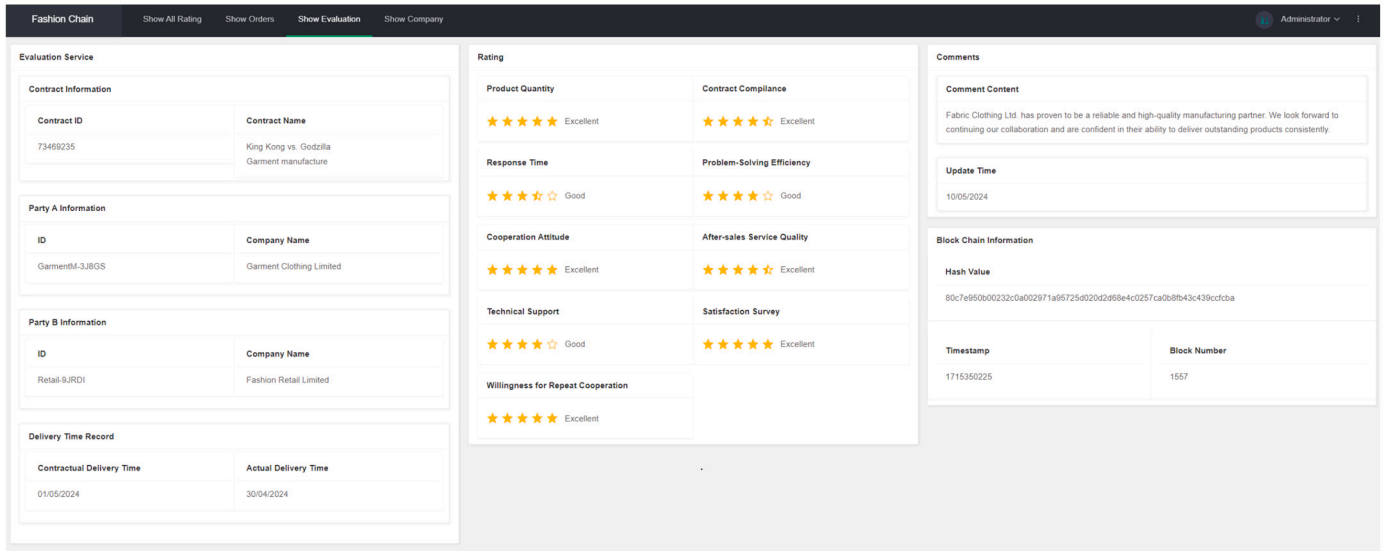 Fashion Chain
Show All Rating
Show Orders
Show Evaluation
Show Company
Administrator
Evaluation Service
Contract Information
Contract ID
Contract Name
73469235
King Kong vs. Godzilla
Garment manufacture
Party A Information
ID
Company Name
GarmentM-3J8GS
Garment Clothing Limited
Party B Information
ID
Company Name
Retail-9JRDI
Fashion Retail Limited
Delivery Time Record
Contractual Delivery Time
Actual Delivery Time
01/05/2024
30/04/2024
Rating
Product Quantity
Contract Compilance
Excellent
Excellent
Response Time
Problem-Solving Efficiency
Good
Good
Cooperation Attitude
After-sales Service Quality
Excellent
Excellent
Technical Support
Satisfaction Survey
Good
Excellent
Willingness for Repeat Cooperation
Excellent
Comments
Comment Content
Fabric Clothing Ltd. has proven to be a reliable and high-quality manufacturing partner. We look forward to
continuing our collaboration and are confident in their ability to deliver outstanding products consistently.
Update Time
10/05/2024
Block Chain Information
Hash Value
80c7e950b00232c0a002971a95725d020d2d68e4c0257ca0b8fb43c439ccfcba
Timestamp
Block Number
1715350225
1557